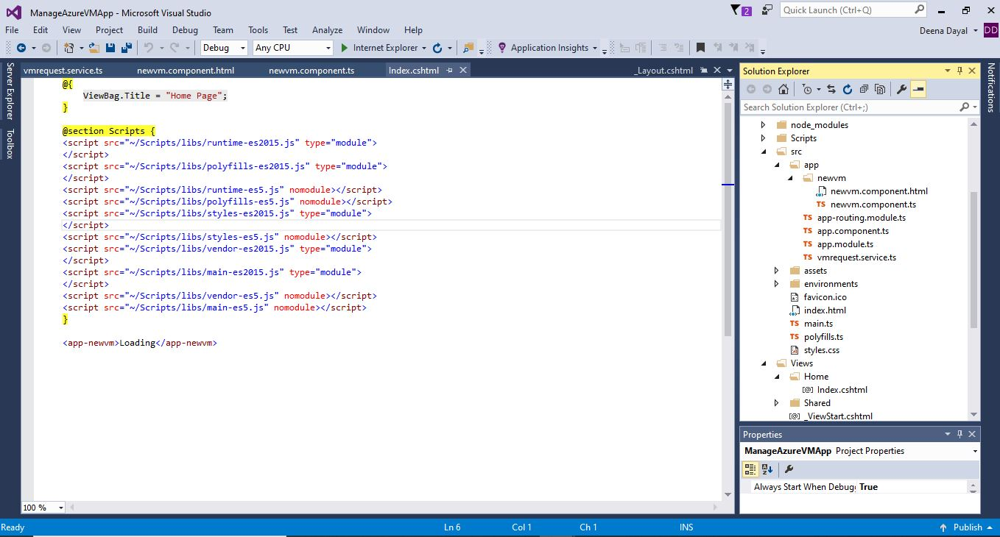 ManageAzureVMApp - Microsoft Visual Studio
2
Quick Launch (Ctrl+Q)
File Edit View Project Build Debug Team Tools Test Analyze Window Help
Deena Dayal DD
Debug Any CPU Internet Explorer Application Insights
Server Explorer
Toolbox
vmrequest.service.ts newvm.component.html newvm.component.ts Index.cshtml _Layout.cshtml
@{
ViewBag.Title = "Home Page";
}
@section Scripts {
<script src="~/Scripts/libs/runtime-es2015.js" type="module">
</script>
<script src="~/Scripts/libs/polyfills-es2015.js" type="module">
</script>
<script src="~/Scripts/libs/runtime-es5.js" nomodule></script>
<script src="~/Scripts/libs/polyfills-es5.js" nomodule></script>
<script src="~/Scripts/libs/styles-es2015.js" type="module">
</script>
<script src="~/Scripts/libs/styles-es5.js" nomodule></script>
<script src="~/Scripts/libs/vendor-es2015.js" type="module">
</script>
<script src="~/Scripts/libs/main-es2015.js" type="module">
</script>
<script src="~/Scripts/libs/vendor-es5.js" nomodule></script>
<script src="~/Scripts/libs/main-es5.js" nomodule></script>
}
<app-newvm>Loading</app-newvm>
100 %
Solution Explorer
Search Solution Explorer (Ctrl+;)
node_modules
Scripts
src
app
newvm
newvm.component.html
TS newvm.component.ts
TS app-routing.module.ts
TS app.component.ts
TS app.module.ts
TS vmrequest.service.ts
assets
environments
favicon.ico
index.html
TS main.ts
TS polyfills.ts
styles.css
Views
Home
[@] Index.cshtml
Shared
[@] _ViewStart.cshtml
Properties
ManageAzureVMApp Project Properties
Always Start When Debug True
Notifications
Ready Ln 6 Col 1 Ch 1 INS Publish